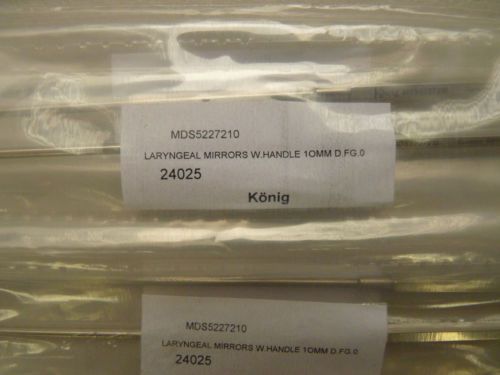 MDS5227210
LARYNGEAL MIRRORS W.HANDLE 10MM D.FG.0
24025
König
MDS5227210
LARYNGEAL MIRRORS W.HANDLE 10MM D.FG.0
24025